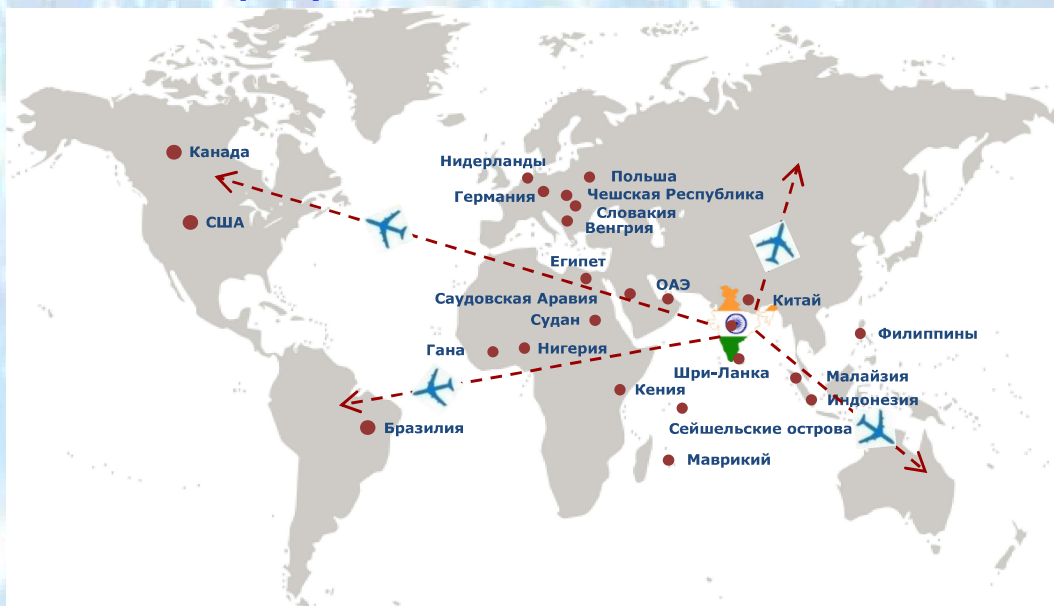 Канада
США
Нидерланды
Польша
Германия
Чешская Республика
Словакия
Венгрия
Египет
ОАЭ
Саудовская Аравия
Китай
Судан
Филиппины
Гана
Нигерия
Шри-Ланка
Малайзия
Кения
Индонезия
Бразилия
Сейшельские острова
Маврикий